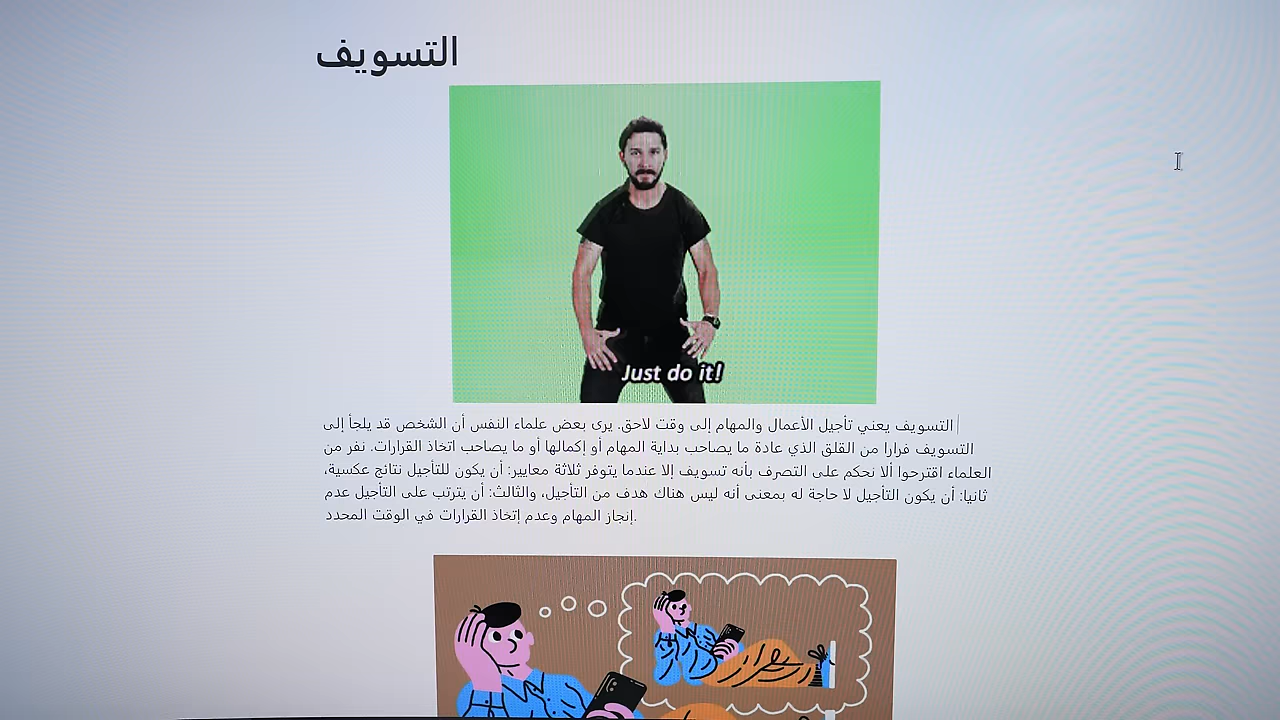 التسويف
Just do it!
التسويف يعني تأجيل الأعمال والمهام إلى وقت لاحق. يرى بعض علماء النفس أن الشخص قد يلجأ إلى
التسويف فرارا من القلق الذي عادة ما يصاحب بداية المهام أو إكمالها أو ما يصاحب اتخاذ القرارات. نفر من
العلماء اقترحوا ألا نحكم على التصرف بأنه تسويف إلا عندما يتوفر ثلاثة معايير: أن يكون للتأجيل نتائج عكسية،
ثانيا: أن يكون التأجيل لا حاجة له بمعنى أنه ليس هناك هدف من التأجيل، والثالث: أن يترتب على التأجيل عدم
إنجاز المهام وعدم إتخاذ القرارات في الوقت المحدد.